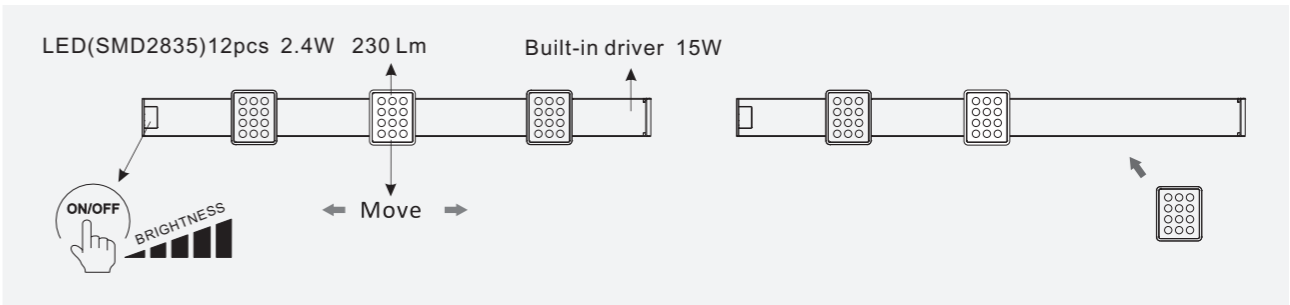 LED(SMD2835)12pcs 2.4W 230 Lm
Built-in driver 15W
ON/OFF
BRIGHTNESS
Move